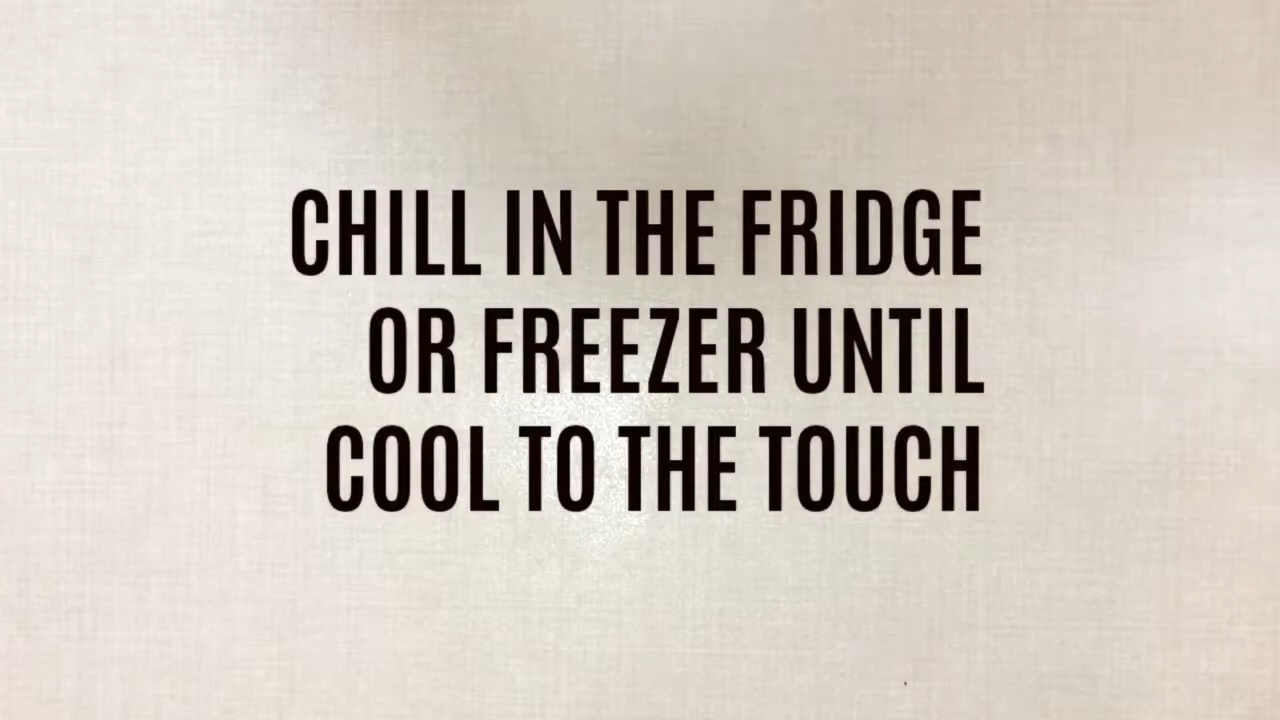 CHILL IN THE FRIDGE
OR FREEZER UNTIL
COOL TO THE TOUCH